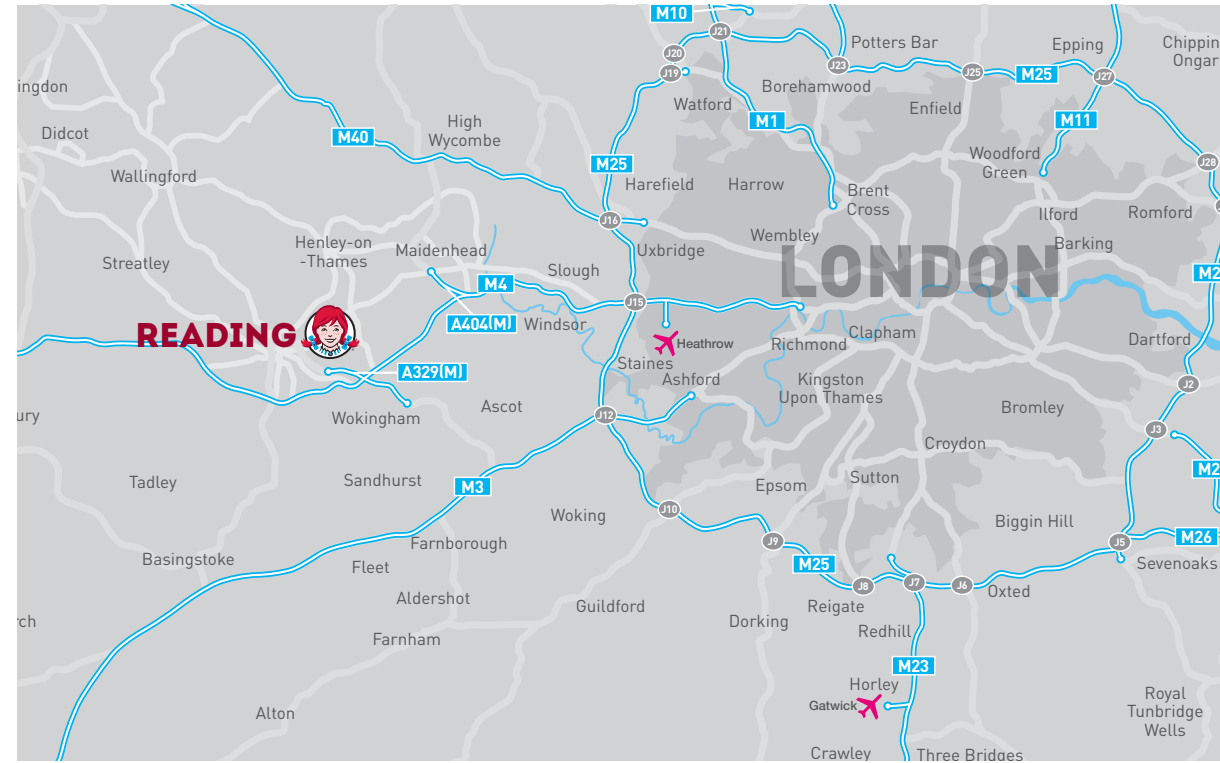 M10
J21
Potters Bar
Epping
Chippin
Ongar
J20
J19
J23
J25
M25
J27
ingdon
Borehamwood
Watford
Enfield
M1
M11
High
Wycombe
Didcot
M40
M25
Woodford
Green
J28
Wallingford
Harefield
Harrow
Brent
Cross
Ilford
Romford
J16
Henley-on
-Thames
Maidenhead
Uxbridge
Wembley
Barking
Streatley
Slough
LONDON
M2
M4
J15
A404(M)
Windsor
READING
Heathrow
Richmond
Clapham
Dartford
Staines
A329(M)
Ashford
Kingston
Upon Thames
J2
Ascot
Bromley
ury
Wokingham
J12
J3
Croydon
M2
Tadley
Sandhurst
M3
Epsom
Sutton
Woking
J10
Biggin Hill
J9
J5
M26
Farnborough
Basingstoke
Fleet
M25
Sevenoaks
J8
J7
J6
Oxted
Aldershot
Guildford
Reigate
rch
Dorking
Redhill
Farnham
M23
Horley
Gatwick
Royal
Tunbridge
Wells
Alton
Crawley
Three Bridges